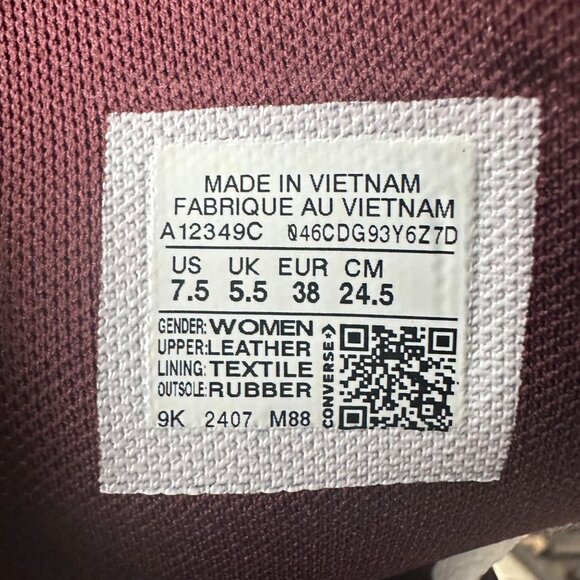 MADE IN VIETNAM
FABRIQUE AU VIETNAM
A12349C 046CDG93Y6Z7D
US UK EUR CM
7.5 5.5 38 24.5
GENDER: WOMEN
UPPER: LEATHER
LINING: TEXTILE
OUTSOLE: RUBBER
CONVERSE
9K 2407 M88